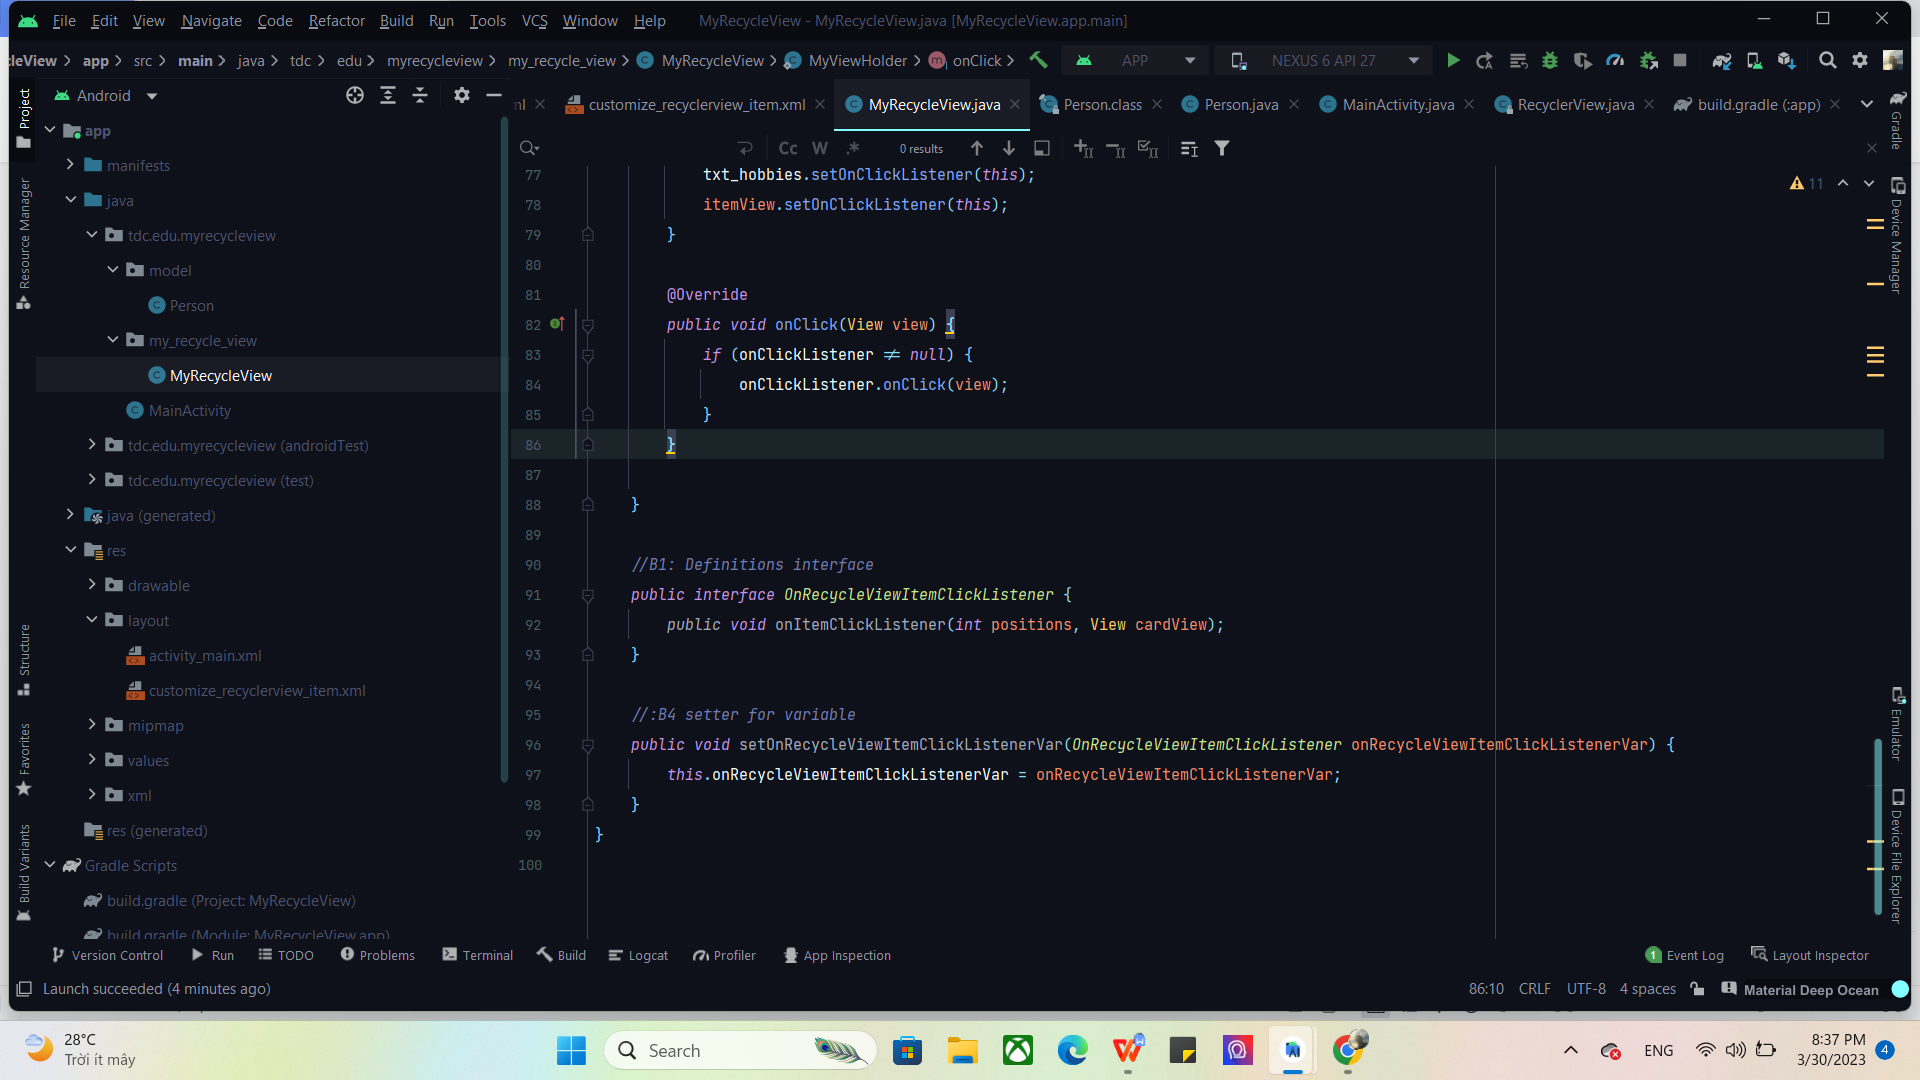 File Edit View Navigate Code Refactor Build Run Tools VCS Window Help MyRecycleView - MyRecycleView.java [MyRecycleView.app.main]
cleView app src main java tdc edu myrecycleview my_recycle_view MyRecycleView MyViewHolder onClick APP NEXUS 6 API 27
Project
Android
ml customize_recyclerview_item.xml MyRecycleView.java Person.class Person.java MainActivity.java RecyclerView.java build.gradle (:app)
Gradle
app
manifests
java
tdc.edu.myrecycleview
model
Person
my_recycle_view
MyRecycleView
MainActivity
tdc.edu.myrecycleview (androidTest)
tdc.edu.myrecycleview (test)
java (generated)
res
drawable
layout
activity_main.xml
customize_recyclerview_item.xml
mipmap
values
xml
res (generated)
Gradle Scripts
build.gradle (Project: MyRecycleView)
build.gradle (Module: MyRecycleView.app)
Resource Manager
Structure
Favorites
Build Variants
Cc W .* 0 results
11
77 txt_hobbies.setOnClickListener(this);
78 itemView.setOnClickListener(this);
79 }
80
81 @Override
82 public void onClick(View view) {
83 if (onClickListener != null) {
84 onClickListener.onClick(view);
85 }
86 }
87
88 }
89
90 //B1: Definitions interface
91 public interface OnRecycleViewItemClickListener {
92 public void onItemClickListener(int positions, View cardView);
93 }
94
95 //:B4 setter for variable
96 public void setOnRecycleViewItemClickListenerVar(OnRecycleViewItemClickListener onRecycleViewItemClickListenerVar) {
97 this.onRecycleViewItemClickListenerVar = onRecycleViewItemClickListenerVar;
98 }
99 }
100
Device Manager
Emulator
Device File Explorer
Version Control Run TODO Problems Terminal Build Logcat Profiler App Inspection 1 Event Log Layout Inspector
Launch succeeded (4 minutes ago) 86:10 CRLF UTF-8 4 spaces Material Deep Ocean
28°C
Trời ít mây
Search
ENG
8:37 PM
3/30/2023
4